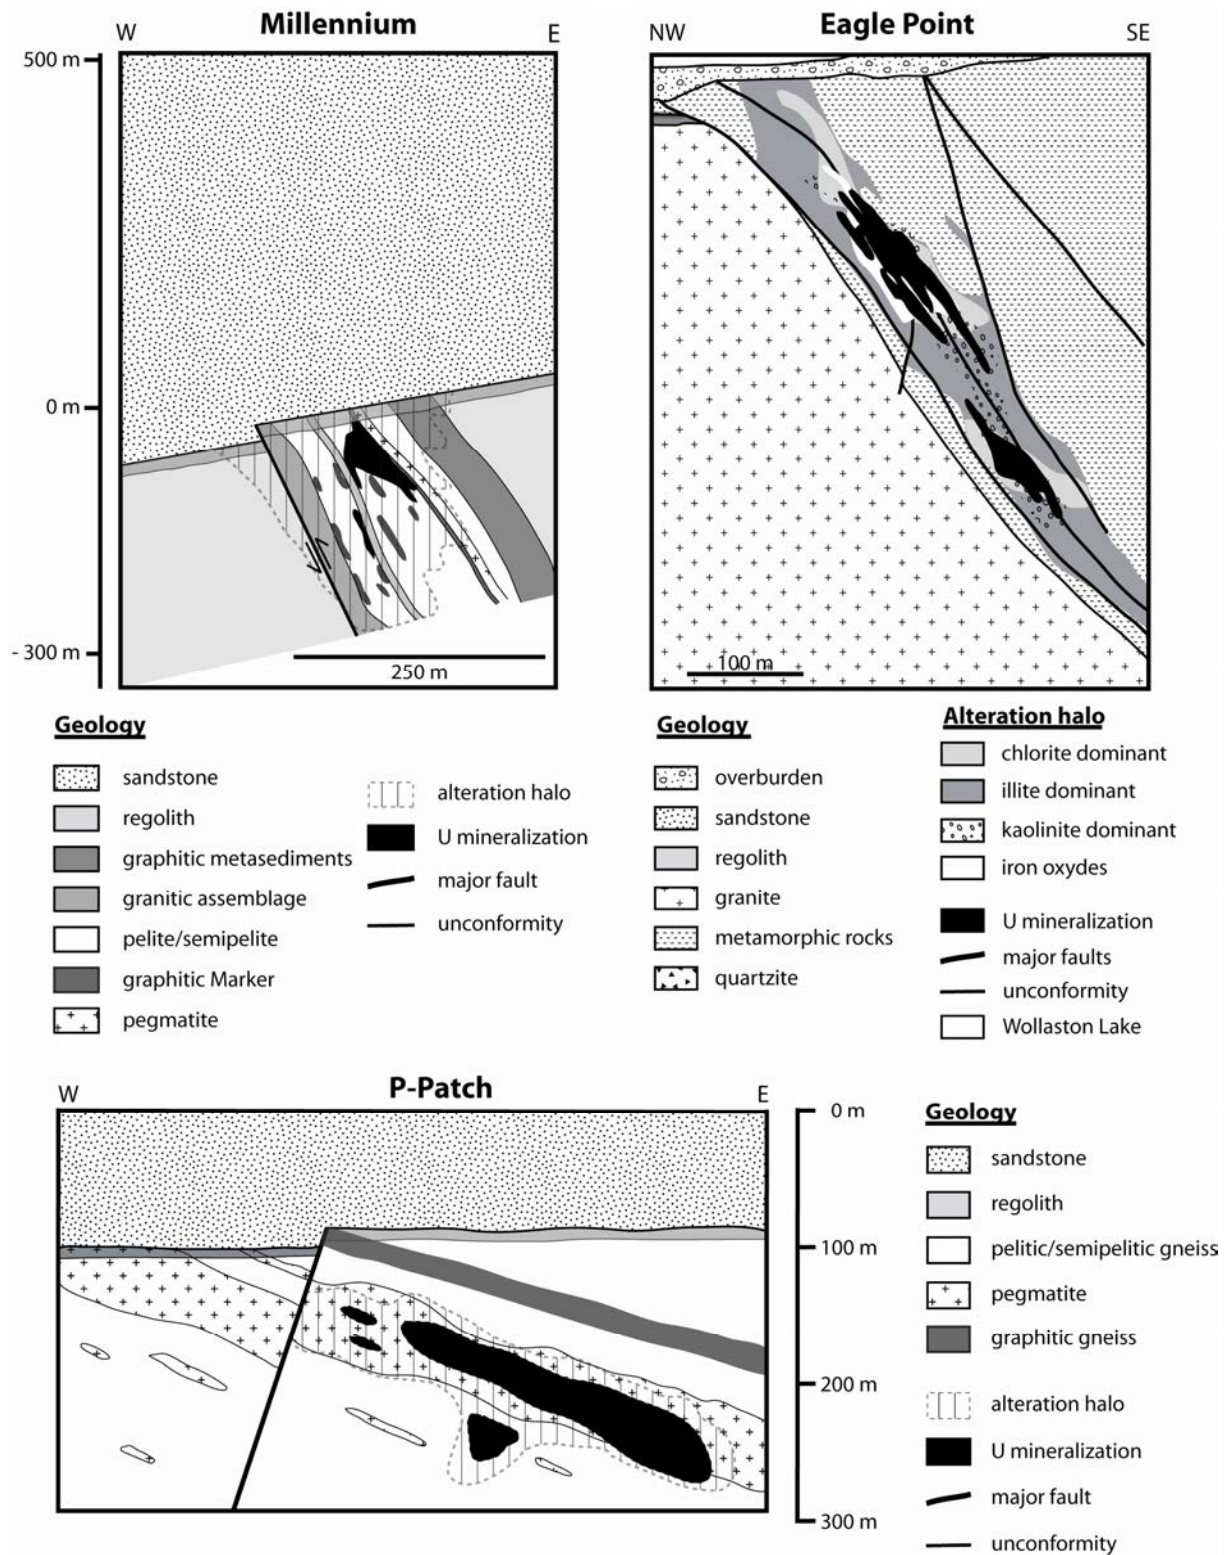 Millennium
W
E
500 m
0 m
- 300 m
250 m
Eagle Point
NW
SE
100 m
Geology
sandstone
regolith
graphitic metasediments
granitic assemblage
pelite/semipelite
graphitic Marker
pegmatite
alteration halo
U mineralization
major fault
unconformity
Geology
overburden
sandstone
regolith
granite
metamorphic rocks
quartzite
Alteration halo
chlorite dominant
illite dominant
kaolinite dominant
iron oxydes
U mineralization
major faults
unconformity
Wollaston Lake
P-Patch
W
E
0 m
100 m
200 m
300 m
Geology
sandstone
regolith
pelitic/semipelitic gneiss
pegmatite
graphitic gneiss
alteration halo
U mineralization
major fault
unconformity